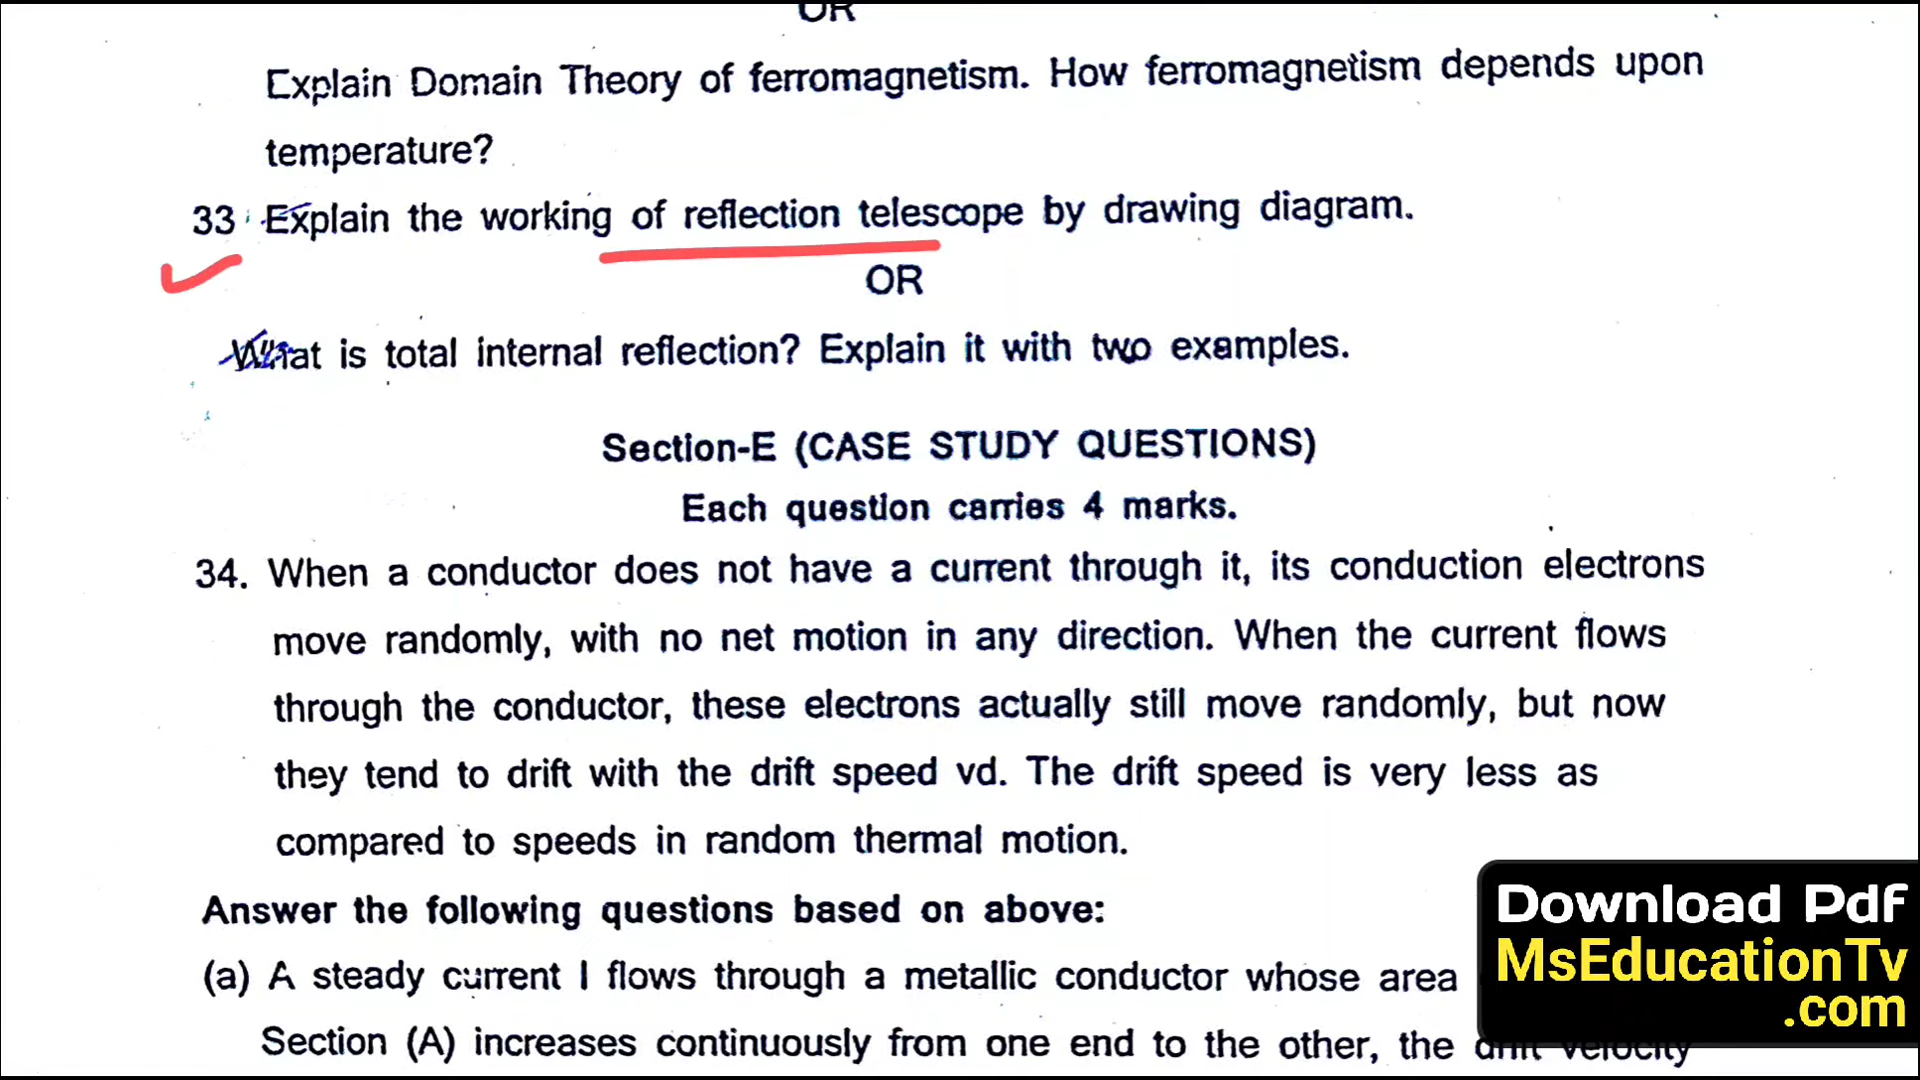 OR
Explain Domain Theory of ferromagnetism. How ferromagnetism depends upon
temperature?
33 Explain the working of reflection telescope by drawing diagram.
OR
What is total internal reflection? Explain it with two examples.
Section-E (CASE STUDY QUESTIONS)
Each question carries 4 marks.
34. When a conductor does not have a current through it, its conduction electrons
move randomly, with no net motion in any direction. When the current flows
through the conductor, these electrons actually still move randomly, but now
they tend to drift with the drift speed vd. The drift speed is very less as
compared to speeds in random thermal motion.
Answer the following questions based on above:
(a) A steady current I flows through a metallic conductor whose area
Section (A) increases continuously from one end to the other, the drift velocity
Download Pdf
MsEducationTv
.com